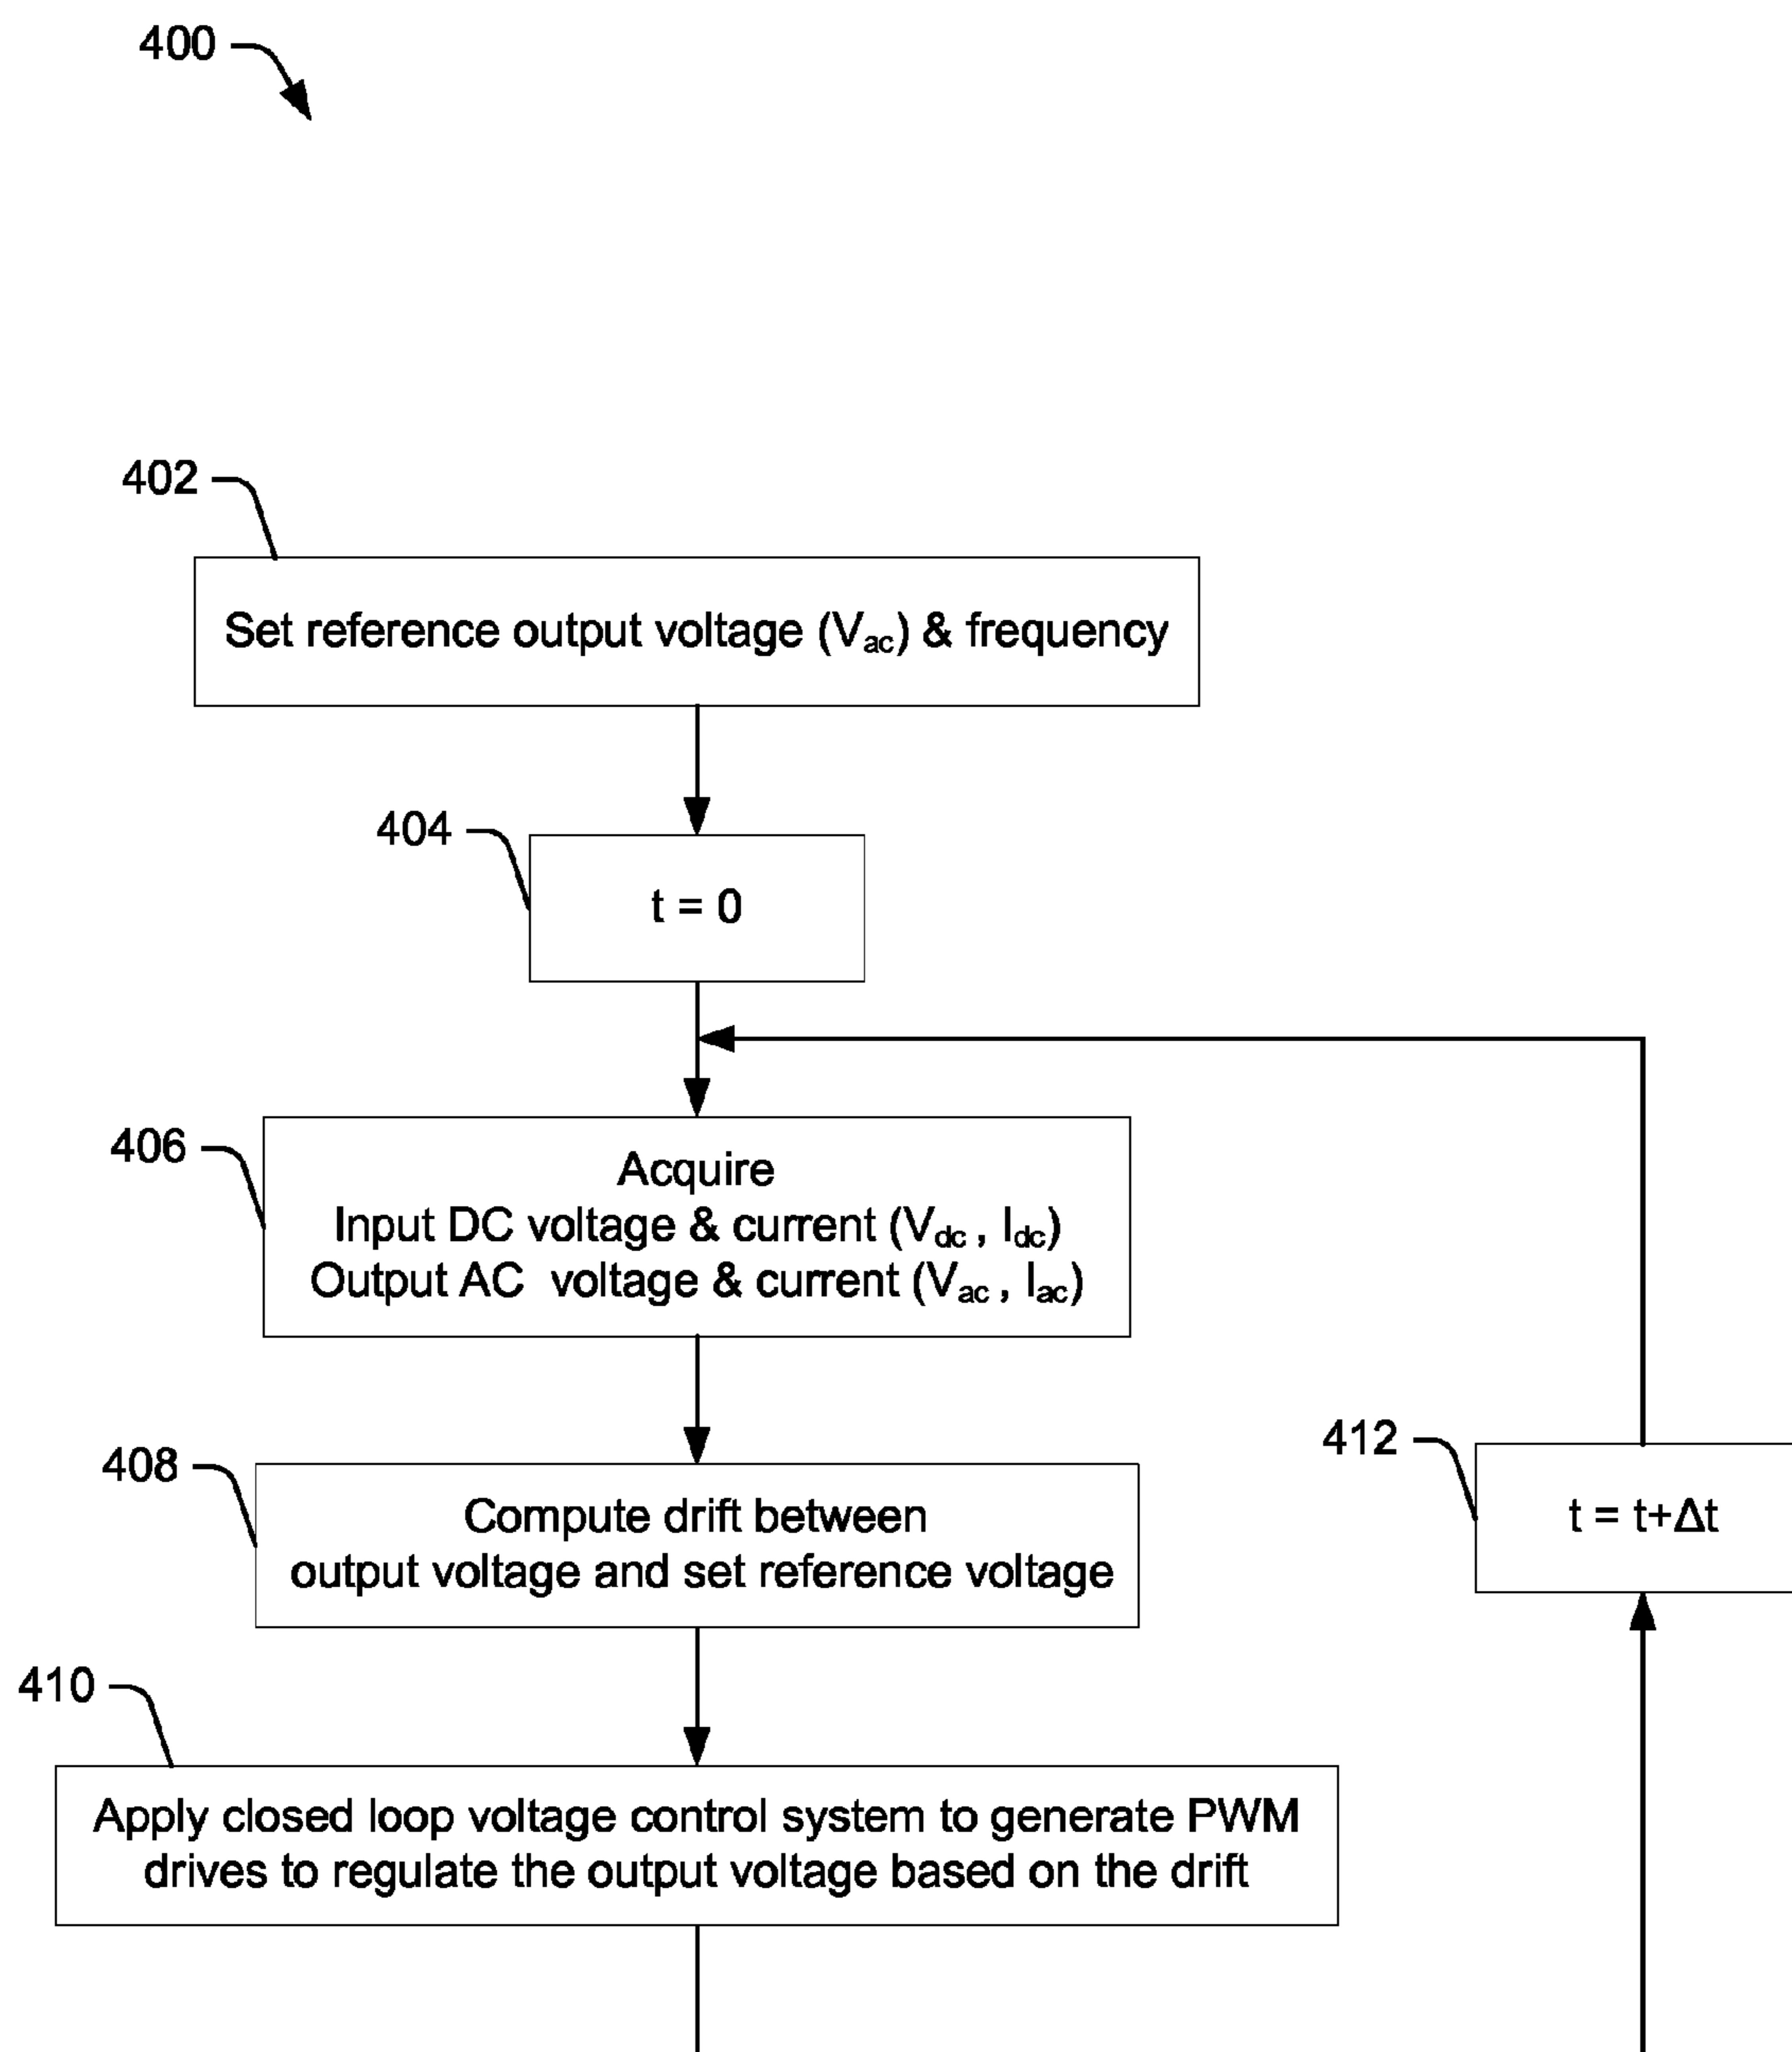 400
402
Set reference output voltage (Vac) & frequency
404
t = 0
406
Acquire
Input DC voltage & current (Vdc , Idc)
Output AC voltage & current (Vac , Iac)
412
408
t = t+Δt
Compute drift between
output voltage and set reference voltage
410
Apply closed loop voltage control system to generate PWM
drives to regulate the output voltage based on the drift